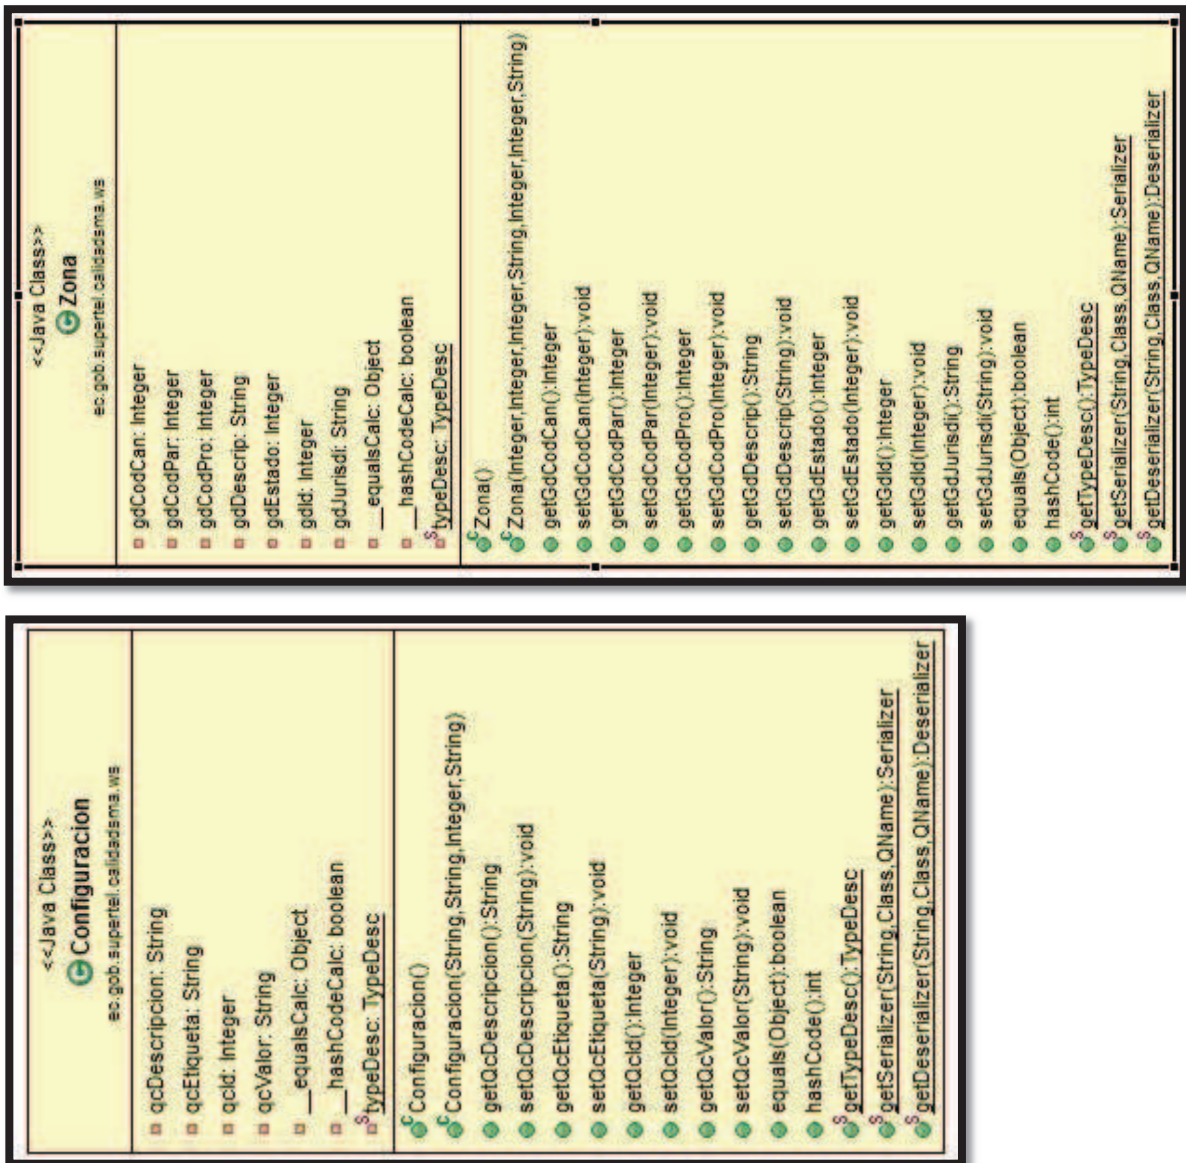 <<Java Class>>
Zona
ec.gob.supertel.calidadsma.ws
gdCodCan: Integer
gdCodPar: Integer
gdCodPro: Integer
gdDescrip: String
gdEstado: Integer
gdId: Integer
gdJurisdi: String
__equalsCalc: Object
__hashCodeCalc: boolean
typeDesc: TypeDesc
Zona()
Zona(Integer,Integer,Integer,String,Integer,Integer,String)
getGdCodCan():Integer
setGdCodCan(Integer):void
getGdCodPar():Integer
setGdCodPar(Integer):void
getGdCodPro():Integer
setGdCodPro(Integer):void
getGdDescrip():String
setGdDescrip(String):void
getGdEstado():Integer
setGdEstado(Integer):void
getGdId():Integer
setGdId(Integer):void
getGdJurisdi():String
setGdJurisdi(String):void
equals(Object):boolean
hashCode():int
getTypeDesc():TypeDesc
getSerializer(String,Class,QName):Serializer
getDeserializer(String,Class,QName):Deserializer
<<Java Class>>
Configuracion
ec.gob.supertel.calidadsma.ws
qcDescripcion: String
qcEtiqueta: String
qcId: Integer
qcValor: String
__equalsCalc: Object
__hashCodeCalc: boolean
typeDesc: TypeDesc
Configuracion()
Configuracion(String,String,Integer,String)
getQcDescripcion():String
setQcDescripcion(String):void
getQcEtiqueta():String
setQcEtiqueta(String):void
getQcId():Integer
setQcId(Integer):void
getQcValor():String
setQcValor(String):void
equals(Object):boolean
hashCode():int
getTypeDesc():TypeDesc
getSerializer(String,Class,QName):Serializer
getDeserializer(String,Class,QName):Deserializer